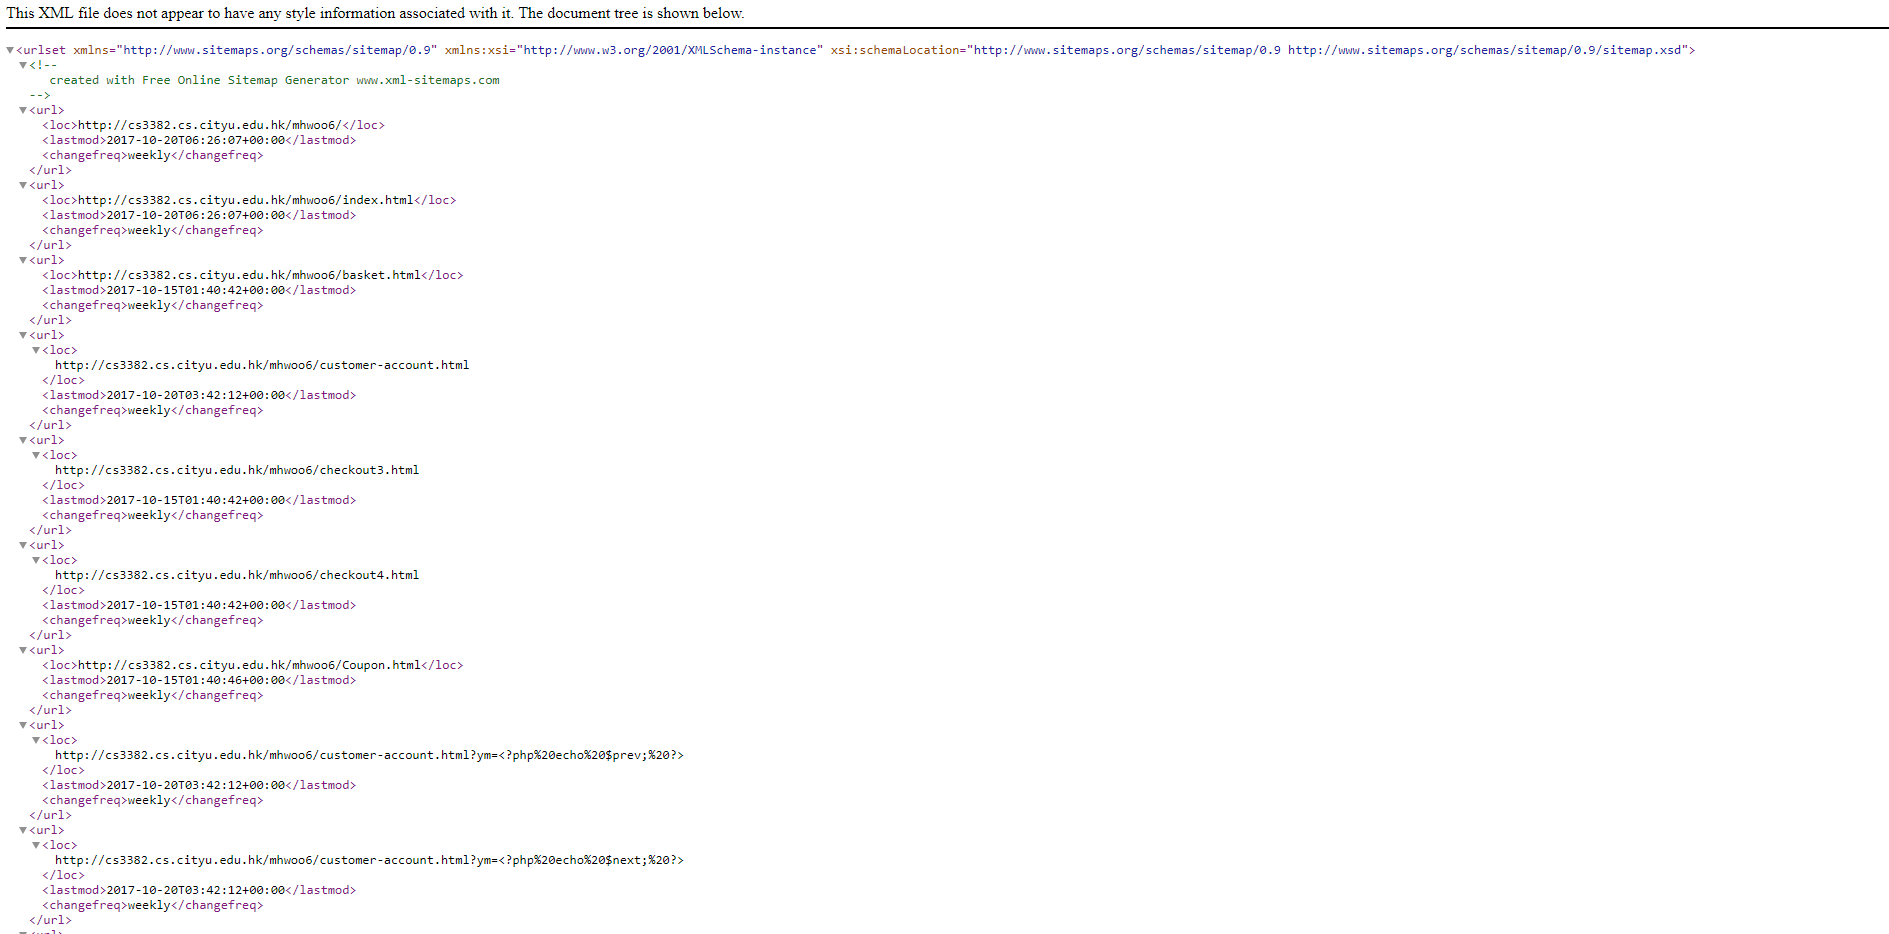 This XML file does not appear to have any style information associated with it. The document tree is shown below.
▼<urlset xmlns="http://www.sitemaps.org/schemas/sitemap/0.9" xmlns:xsi="http://www.w3.org/2001/XMLSchema-instance" xsi:schemaLocation="http://www.sitemaps.org/schemas/sitemap/0.9 http://www.sitemaps.org/schemas/sitemap/0.9/sitemap.xsd">
▼<!--
created with Free Online Sitemap Generator www.xml-sitemaps.com
-->
▼<url>
<loc>http://cs3382.cs.cityu.edu.hk/mhwoo6/</loc>
<lastmod>2017-10-20T06:26:07+00:00</lastmod>
<changefreq>weekly</changefreq>
</url>
▼<url>
<loc>http://cs3382.cs.cityu.edu.hk/mhwoo6/index.html</loc>
<lastmod>2017-10-20T06:26:07+00:00</lastmod>
<changefreq>weekly</changefreq>
</url>
▼<url>
<loc>http://cs3382.cs.cityu.edu.hk/mhwoo6/basket.html</loc>
<lastmod>2017-10-15T01:40:42+00:00</lastmod>
<changefreq>weekly</changefreq>
</url>
▼<url>
▼<loc>
http://cs3382.cs.cityu.edu.hk/mhwoo6/customer-account.html
</loc>
<lastmod>2017-10-20T03:42:12+00:00</lastmod>
<changefreq>weekly</changefreq>
</url>
▼<url>
▼<loc>
http://cs3382.cs.cityu.edu.hk/mhwoo6/checkout3.html
</loc>
<lastmod>2017-10-15T01:40:42+00:00</lastmod>
<changefreq>weekly</changefreq>
</url>
▼<url>
▼<loc>
http://cs3382.cs.cityu.edu.hk/mhwoo6/checkout4.html
</loc>
<lastmod>2017-10-15T01:40:42+00:00</lastmod>
<changefreq>weekly</changefreq>
</url>
▼<url>
<loc>http://cs3382.cs.cityu.edu.hk/mhwoo6/Coupon.html</loc>
<lastmod>2017-10-15T01:40:46+00:00</lastmod>
<changefreq>weekly</changefreq>
</url>
▼<url>
▼<loc>
http://cs3382.cs.cityu.edu.hk/mhwoo6/customer-account.html?ym=<?php%20echo%20$prev;%20?>
</loc>
<lastmod>2017-10-20T03:42:12+00:00</lastmod>
<changefreq>weekly</changefreq>
</url>
▼<url>
▼<loc>
http://cs3382.cs.cityu.edu.hk/mhwoo6/customer-account.html?ym=<?php%20echo%20$next;%20?>
</loc>
<lastmod>2017-10-20T03:42:12+00:00</lastmod>
<changefreq>weekly</changefreq>
</url>